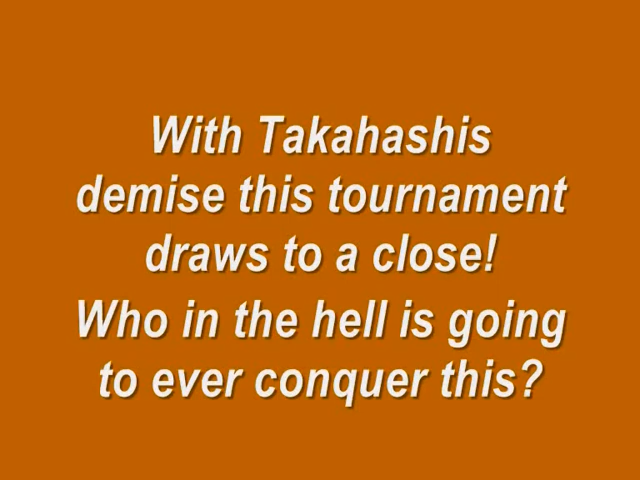 With Takahashis
demise this tournament
draws to a close!
Who in the hell is going
to ever conquer this?